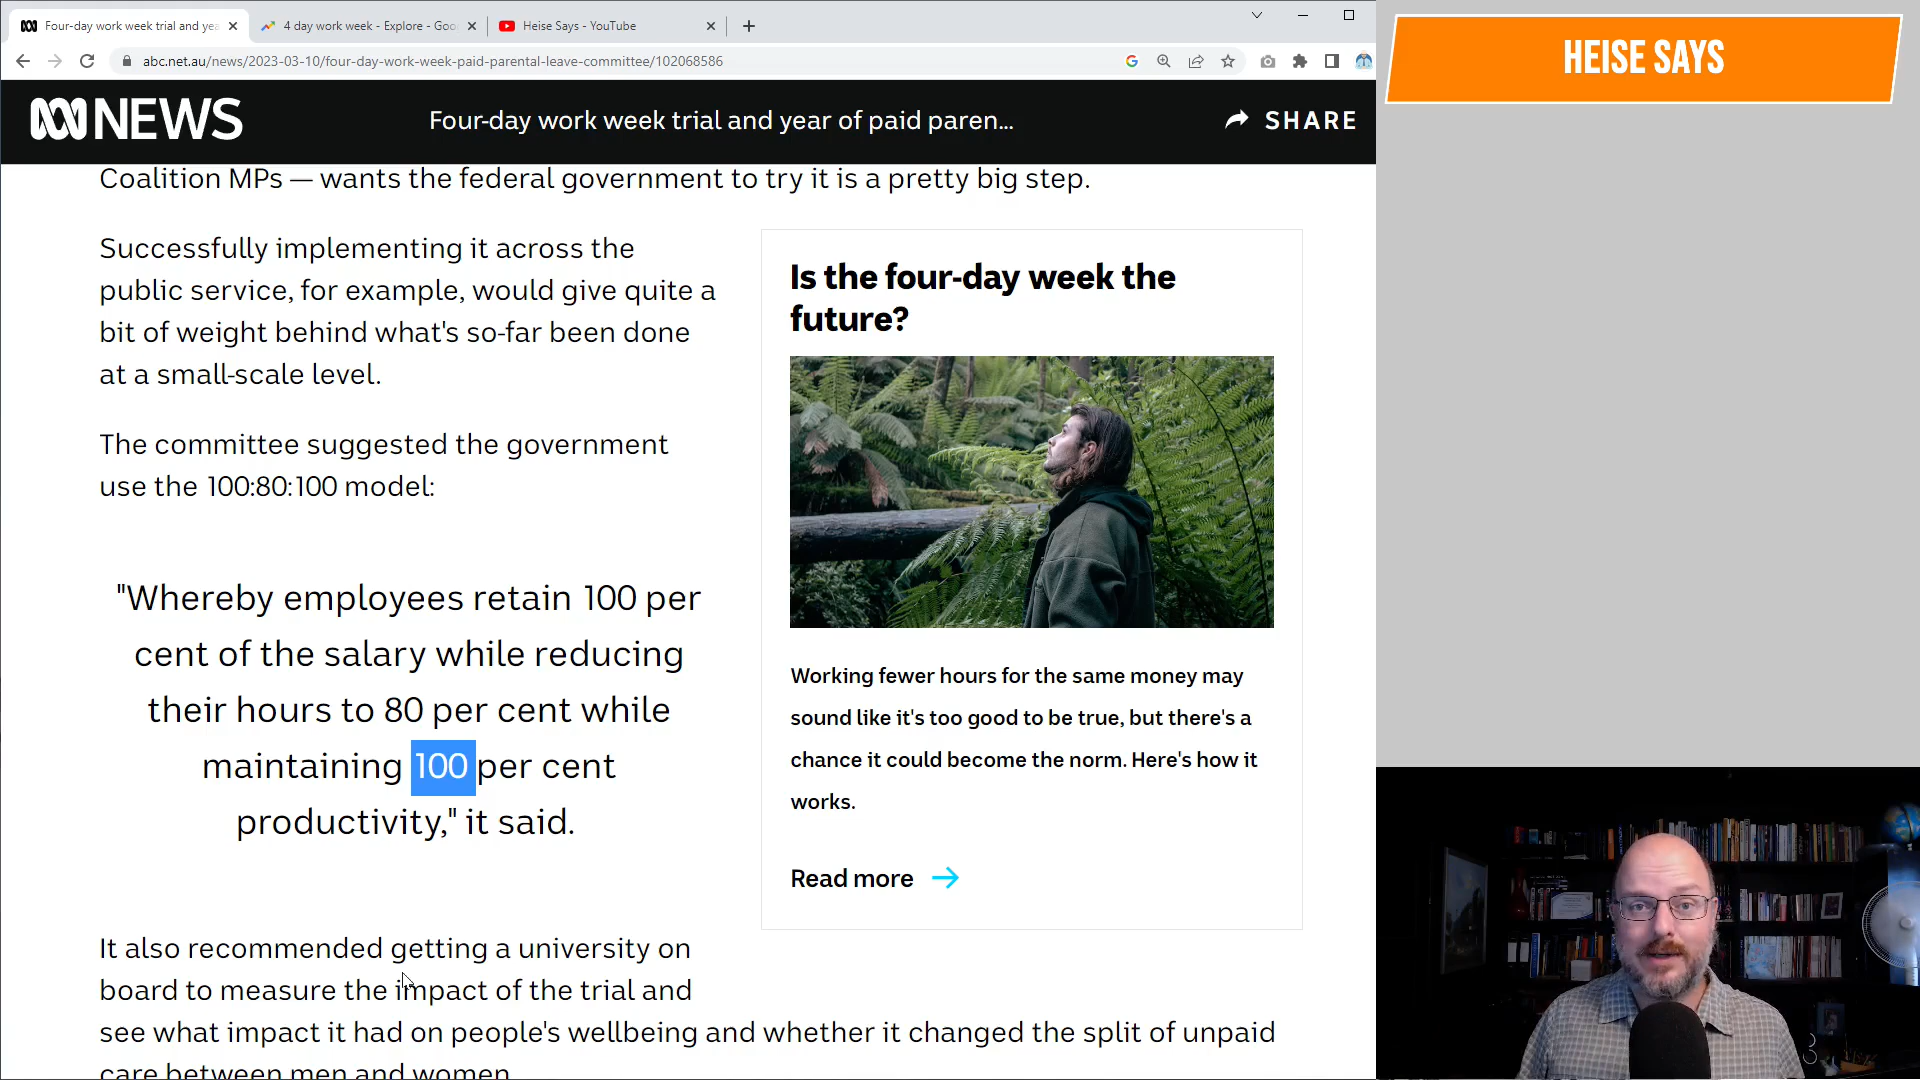 Four-day work week trial and yea
4 day work week - Explore - Goo
Heise Says - YouTube
abc.net.au/news/2023-03-10/four-day-work-week-paid-parental-leave-committee/102068586
HEISE SAYS
NEWS
Four-day work week trial and year of paid paren...
SHARE
Coalition MPs — wants the federal government to try it is a pretty big step.
Successfully implementing it across the
public service, for example, would give quite a
bit of weight behind what's so-far been done
at a small-scale level.
The committee suggested the government
use the 100:80:100 model:
"Whereby employees retain 100 per
cent of the salary while reducing
their hours to 80 per cent while
maintaining 100 per cent
productivity," it said.
Is the four-day week the
future?
Working fewer hours for the same money may
sound like it's too good to be true, but there's a
chance it could become the norm. Here's how it
works.
Read more
It also recommended getting a university on
board to measure the impact of the trial and
see what impact it had on people's wellbeing and whether it changed the split of unpaid
care between men and women